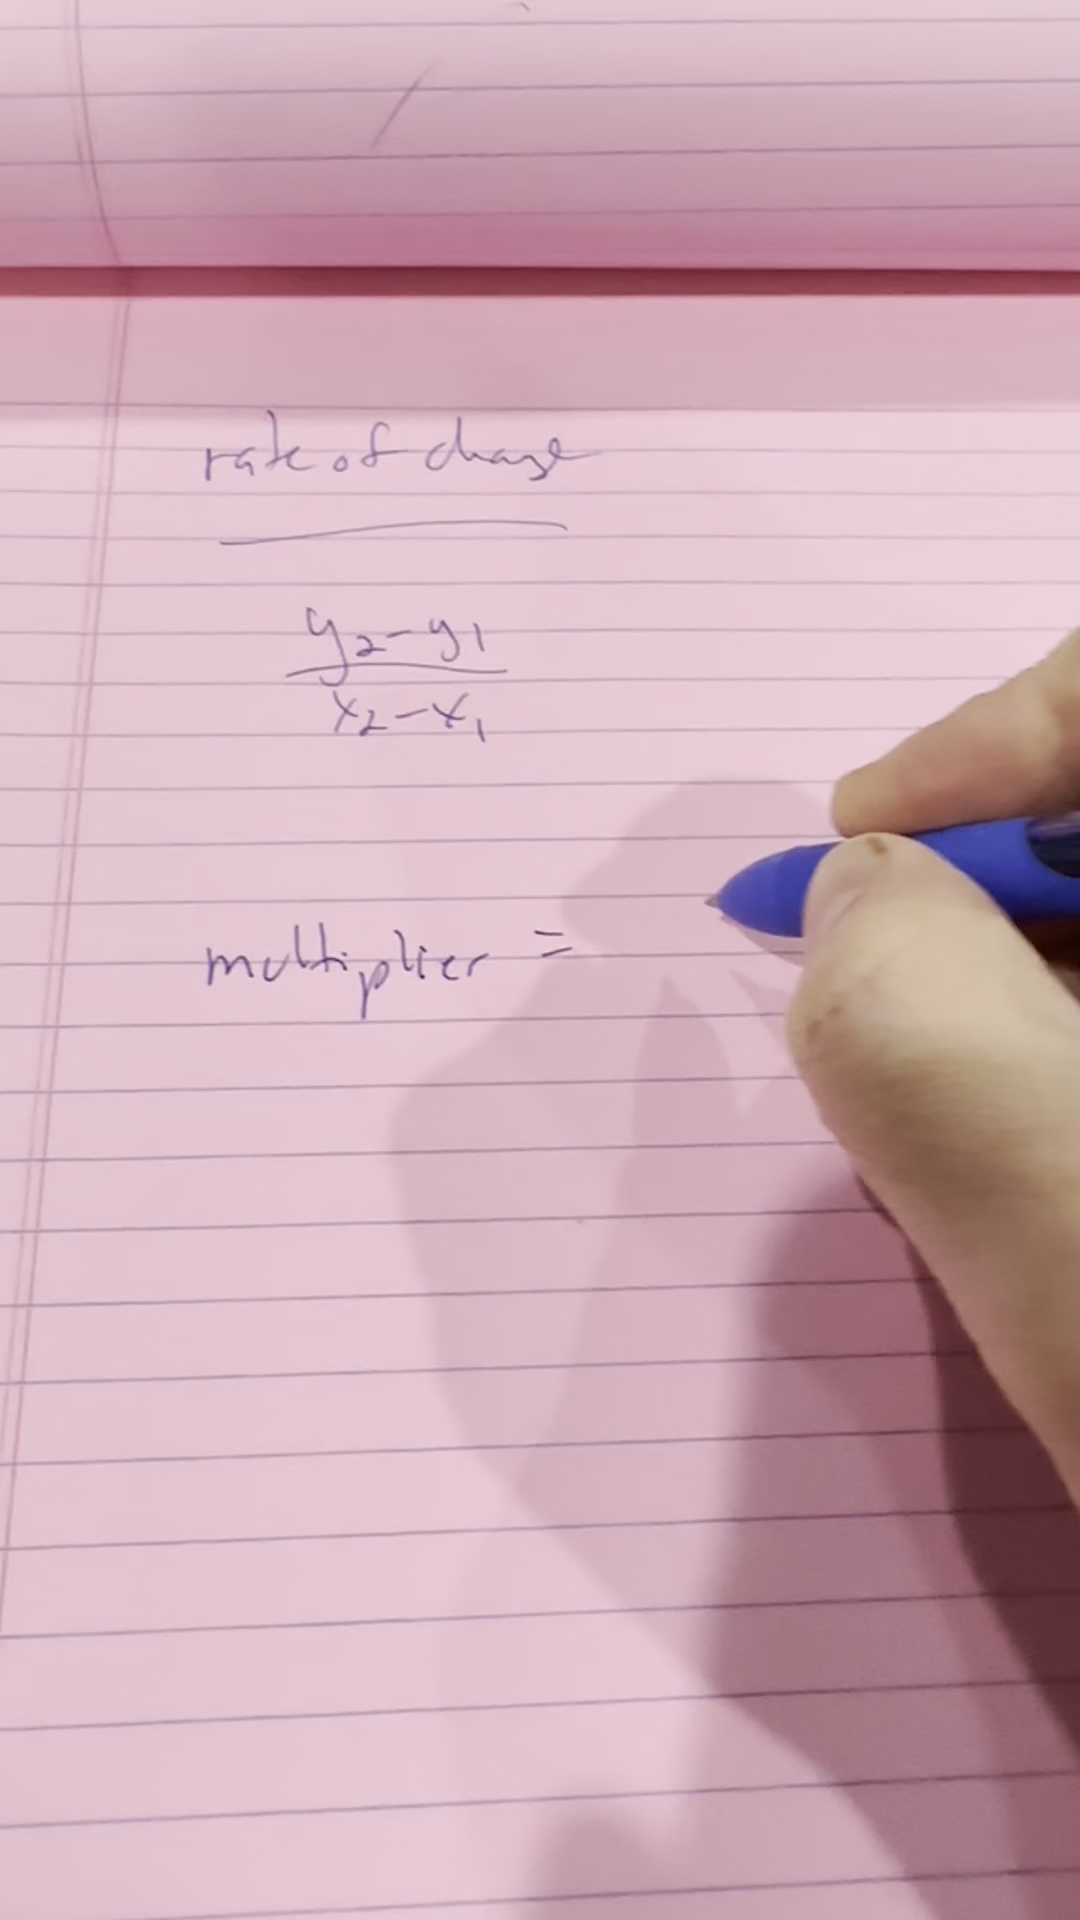 rate of change
y₂-y₁
x₂-x₁
multiplier =